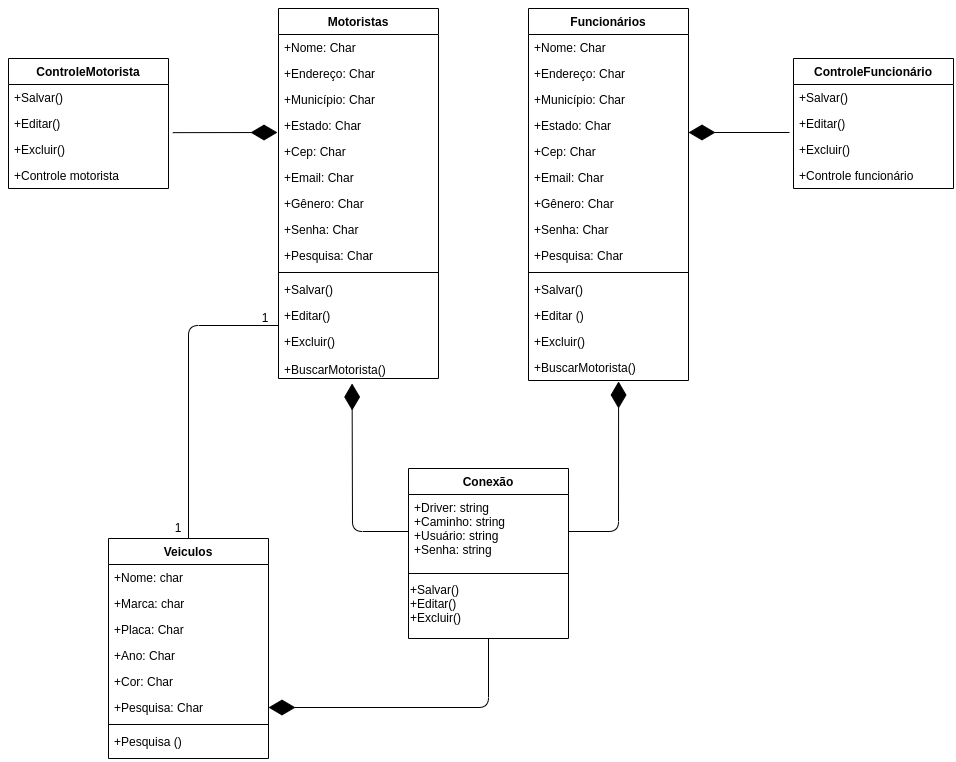 Motoristas
+Nome: Char
+Endereço: Char
+Município: Char
+Estado: Char
+Cep: Char
+Email: Char
+Gênero: Char
+Senha: Char
+Pesquisa: Char
+Salvar()
+Editar()
+Excluir()
+BuscarMotorista()
Funcionários
+Nome: Char
+Endereço: Char
+Município: Char
+Estado: Char
+Cep: Char
+Email: Char
+Gênero: Char
+Senha: Char
+Pesquisa: Char
+Salvar()
+Editar ()
+Excluir()
+BuscarMotorista()
ControleMotorista
+Salvar()
+Editar()
+Excluir()
+Controle motorista
ControleFuncionário
+Salvar()
+Editar()
+Excluir()
+Controle funcionário
1
1
Conexão
+Driver: string
+Caminho: string
+Usuário: string
+Senha: string
+Salvar()
+Editar()
+Excluir()
Veiculos
+Nome: char
+Marca: char
+Placa: Char
+Ano: Char
+Cor: Char
+Pesquisa: Char
+Pesquisa ()